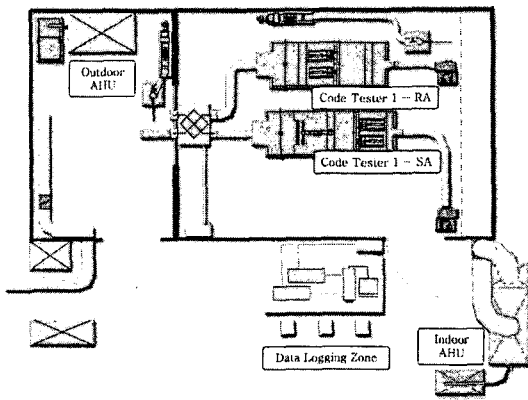 Outdoor
AHU
Code Tester 1 - RA
Code Tester 1 - SA
Data Logging Zone
Indoor
AHU